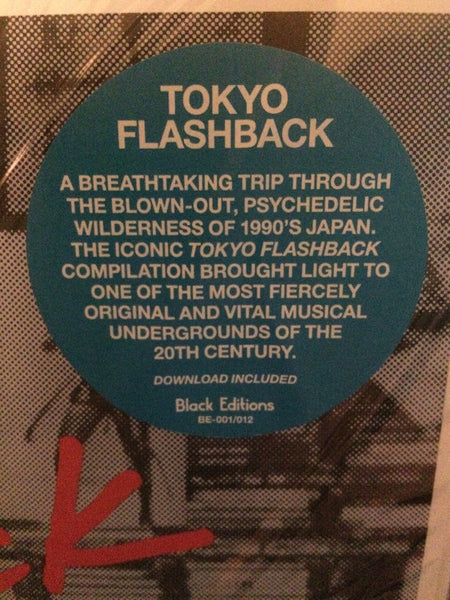 TOKYO
FLASHBACK
A BREATHTAKING TRIP THROUGH
THE BLOWN-OUT, PSYCHEDELIC
WILDERNESS OF 1990'S JAPAN.
THE ICONIC TOKYO FLASHBACK
COMPILATION BROUGHT LIGHT TO
ONE OF THE MOST FIERCELY
ORIGINAL AND VITAL MUSICAL
UNDERGROUNDS OF THE
20TH CENTURY.
DOWNLOAD INCLUDED
Black Editions
BE-001/012
K